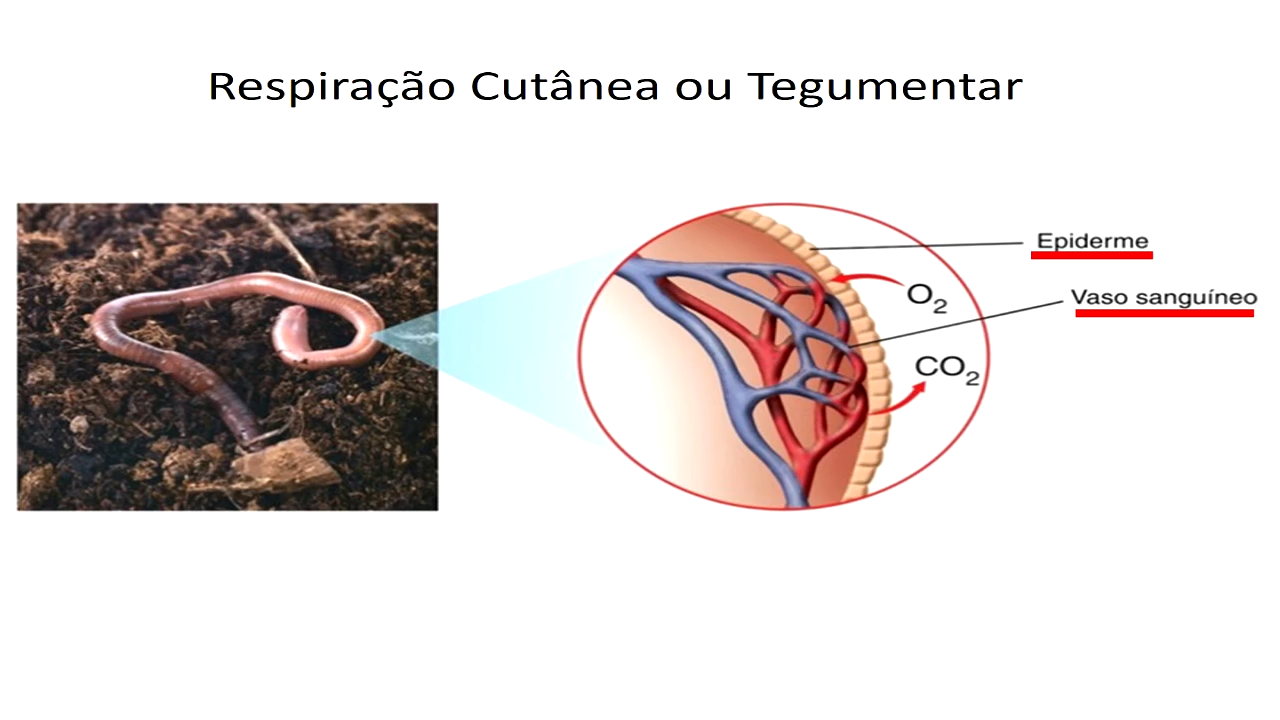 Respiração Cutânea ou Tegumentar
Epiderme
O₂
Vaso sanguíneo
CO₂